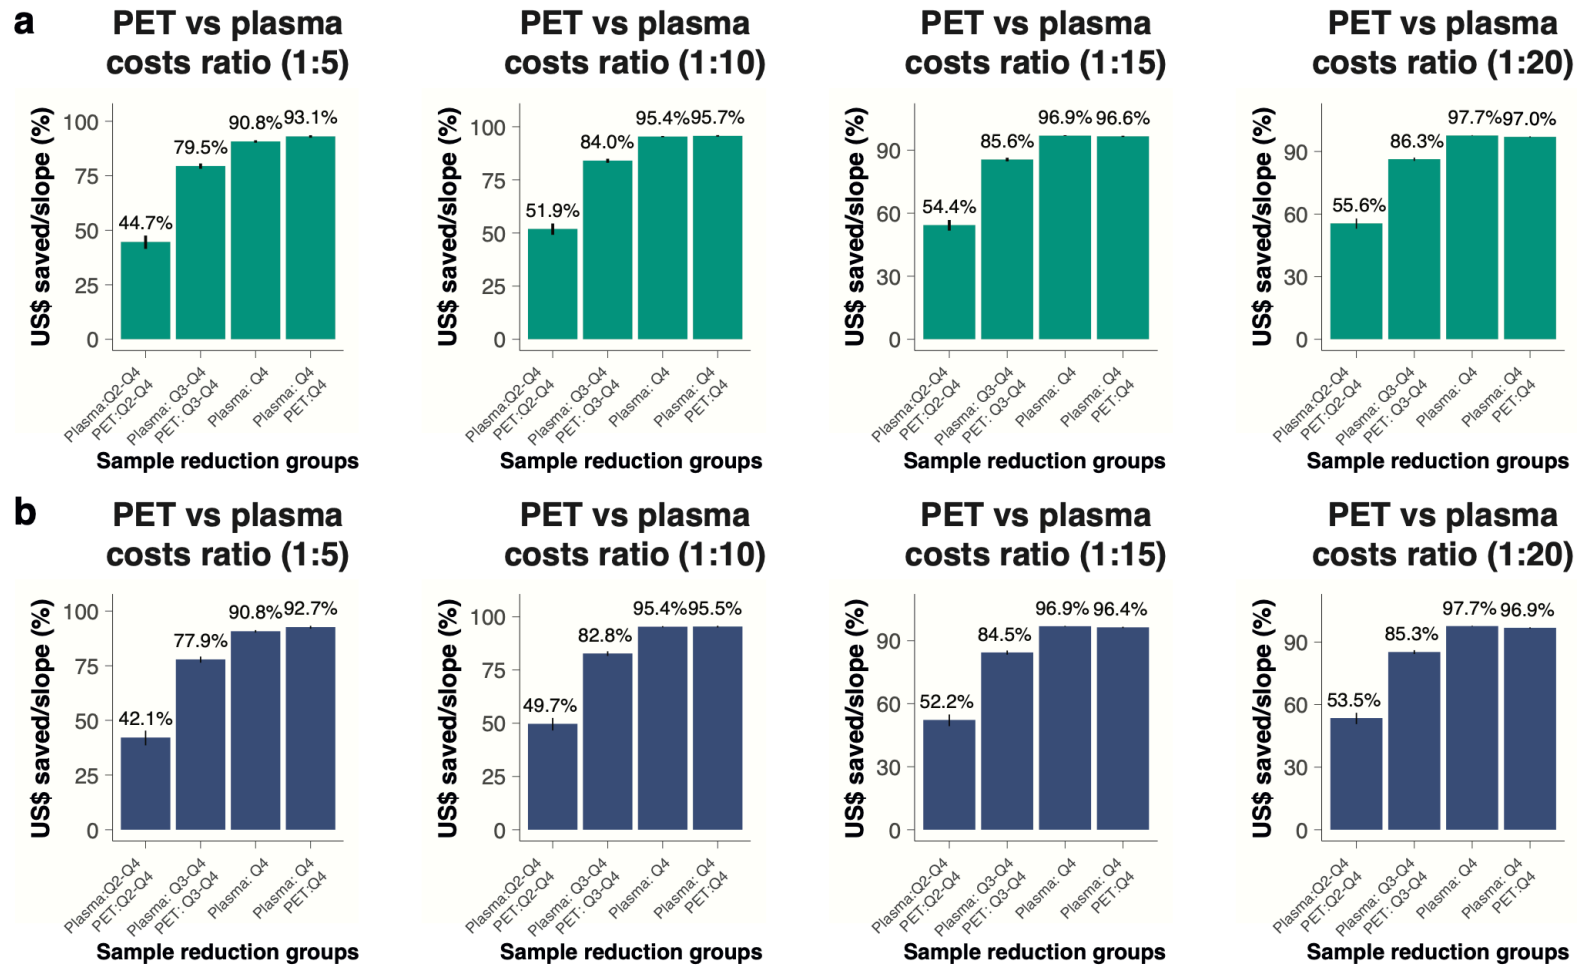 a
PET vs plasma
costs ratio (1:5)
US$ saved/slope (%)
100
75
50
25
0
44.7%
79.5%
90.8%
93.1%
Plasma:Q2-Q4
PET:Q2-Q4
Plasma: Q3-Q4
PET: Q3-Q4
Plasma: Q4
Plasma: Q4
PET:Q4
Sample reduction groups
PET vs plasma
costs ratio (1:10)
US$ saved/slope (%)
100
75
50
25
0
51.9%
84.0%
95.4%
95.7%
Plasma:Q2-Q4
PET:Q2-Q4
Plasma: Q3-Q4
PET: Q3-Q4
Plasma: Q4
Plasma: Q4
PET:Q4
Sample reduction groups
PET vs plasma
costs ratio (1:15)
US$ saved/slope (%)
90
60
30
0
54.4%
85.6%
96.9%
96.6%
Plasma:Q2-Q4
PET:Q2-Q4
Plasma: Q3-Q4
PET: Q3-Q4
Plasma: Q4
Plasma: Q4
PET:Q4
Sample reduction groups
PET vs plasma
costs ratio (1:20)
US$ saved/slope (%)
90
60
30
0
55.6%
86.3%
97.7%
97.0%
Plasma:Q2-Q4
PET:Q2-Q4
Plasma: Q3-Q4
PET: Q3-Q4
Plasma: Q4
Plasma: Q4
PET:Q4
Sample reduction groups
b
PET vs plasma
costs ratio (1:5)
US$ saved/slope (%)
100
75
50
25
0
42.1%
77.9%
90.8%
92.7%
Plasma:Q2-Q4
PET:Q2-Q4
Plasma: Q3-Q4
PET: Q3-Q4
Plasma: Q4
Plasma: Q4
PET:Q4
Sample reduction groups
PET vs plasma
costs ratio (1:10)
US$ saved/slope (%)
100
75
50
25
0
49.7%
82.8%
95.4%
95.5%
Plasma:Q2-Q4
PET:Q2-Q4
Plasma: Q3-Q4
PET: Q3-Q4
Plasma: Q4
Plasma: Q4
PET:Q4
Sample reduction groups
PET vs plasma
costs ratio (1:15)
US$ saved/slope (%)
90
60
30
0
52.2%
84.5%
96.9%
96.4%
Plasma:Q2-Q4
PET:Q2-Q4
Plasma: Q3-Q4
PET: Q3-Q4
Plasma: Q4
Plasma: Q4
PET:Q4
Sample reduction groups
PET vs plasma
costs ratio (1:20)
US$ saved/slope (%)
90
60
30
0
53.5%
85.3%
97.7%
96.9%
Plasma:Q2-Q4
PET:Q2-Q4
Plasma: Q3-Q4
PET: Q3-Q4
Plasma: Q4
Plasma: Q4
PET:Q4
Sample reduction groups